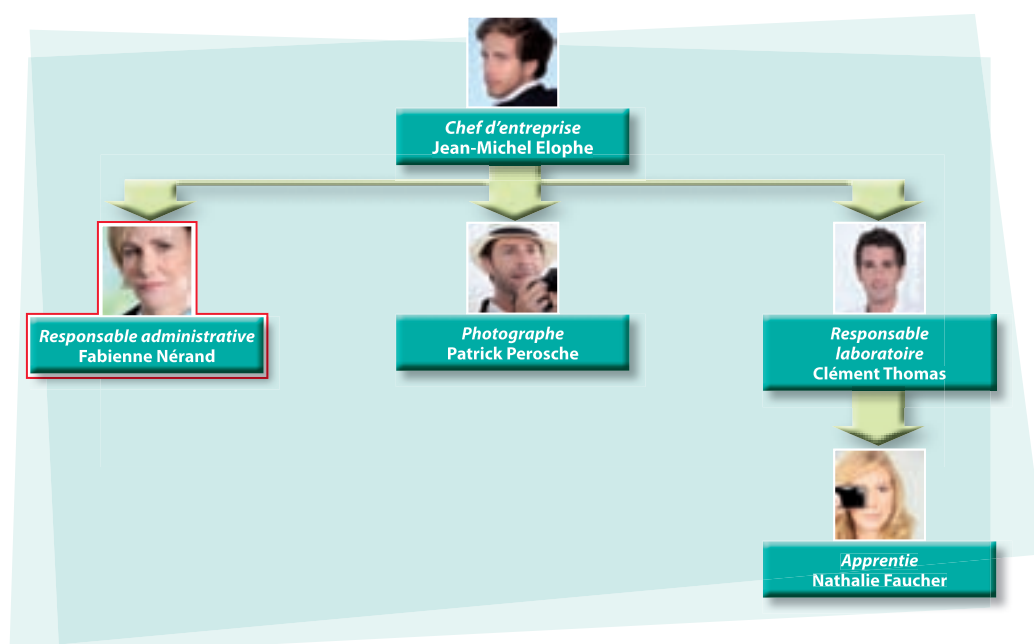 Chef d’entreprise
Jean-Michel Elophe
Responsable administrative
Fabienne Nérand
Photographe
Patrick Perosche
Responsable
laboratoire
Clément Thomas
Apprentie
Nathalie Faucher